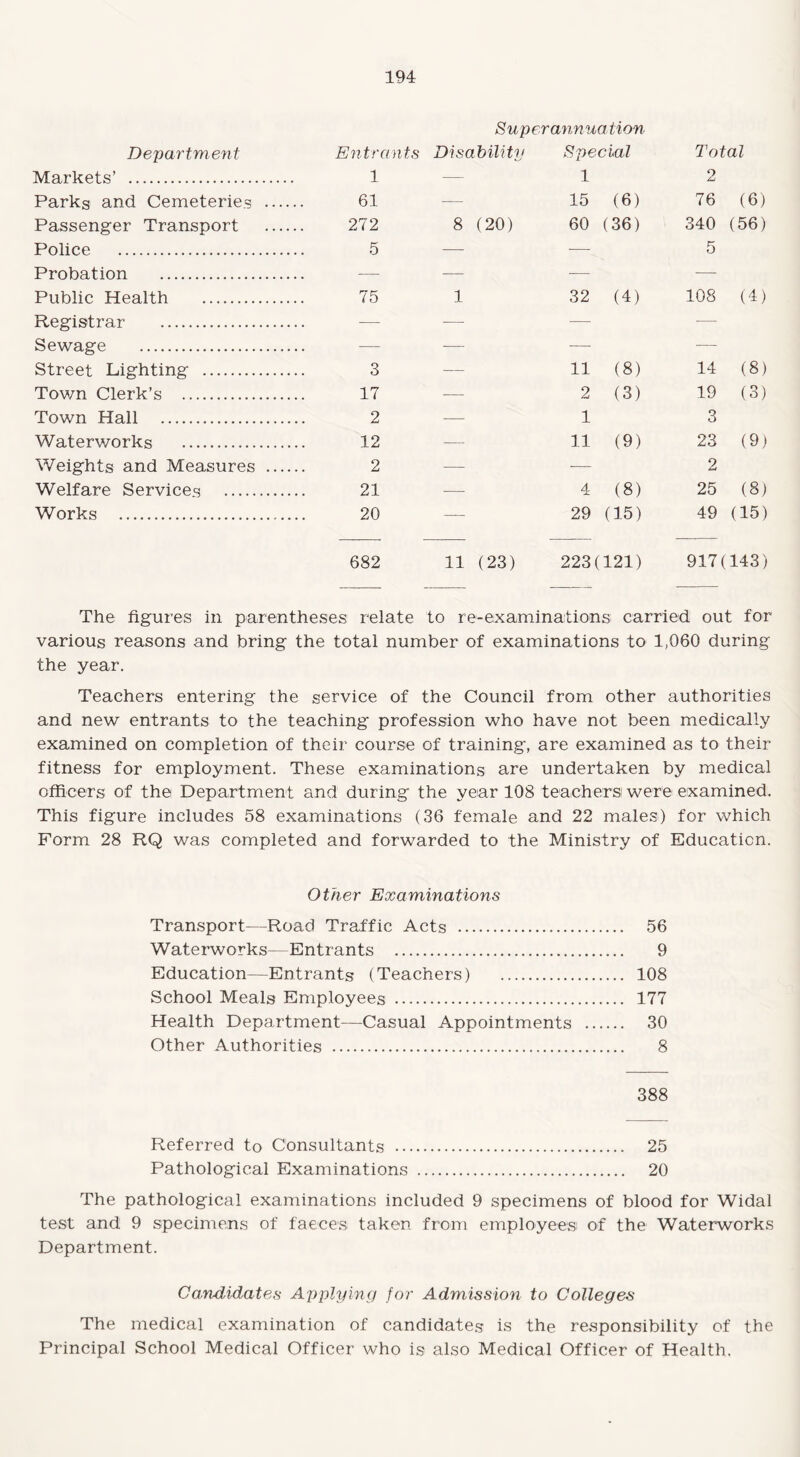 194
Superannuation
Department Entrants Disability Special Total
Markets' ........................ 1 — 1 2
Parks and Cemeteries ...... 61 — 15 (6) 76 (6)
Passenger Transport ...... 272 8 (20) 60 (36) 340 (56)
Police ........................ 5 — — 5
Probation ..................... — — — —
Public Health ............... 75 1 32 (4) 108 (4)
Registrar ..................... — — — —
Sewage ........................ — — — —
Street Lighting ............... 3 — 11 (8) 14 (8)
Town Clerk's .................. 17 — 2 (3) 19 (3)
Town Hall ..................... 2 — 1 3
Waterworks .................. 12 — 11 (9) 23 (9)
Weights and Measures ...... 2 — — 2
Welfare Services ............ 21 — 4 (8) 25 (8)
Works ........................ 20 — 29 (15) 49 (15)
682 11 (23) 223(121) 917(143)
The figures in parentheses relate to re-examinations carried out for
various reasons and bring the total number of examinations to 1,060 during
the year.
Teachers entering the service of the Council from other authorities
and new entrants to the teaching profession who have not been medically
examined on completion of their course of training, are examined as to their
fitness for employment. These examinations are undertaken by medical
officers of the Department and during the year 108 teachers were examined.
This figure includes 58 examinations (36 female and 22 males) for which
Form 28 RQ was completed and forwarded to the Ministry of Education.
Other Examinations
Transport—Road Traffic Acts ........................... 56
Waterworks—Entrants .................................... 9
Education—Entrants (Teachers) ..................... 108
School Meals Employees .................................... 177
Health Department—Casual Appointments ...... 30
Other Authorities ............................................. 8
388
Referred to Consultants .................................... 25
Pathological Examinations ................................. 20
The pathological examinations included 9 specimens of blood for Widal
test and 9 specimens of faeces taken from employees of the Waterworks
Department.
Candidates Applying for Admission to Colleges
The medical examination of candidates is the responsibility of the
Principal School Medical Officer who is also Medical Officer of Health.